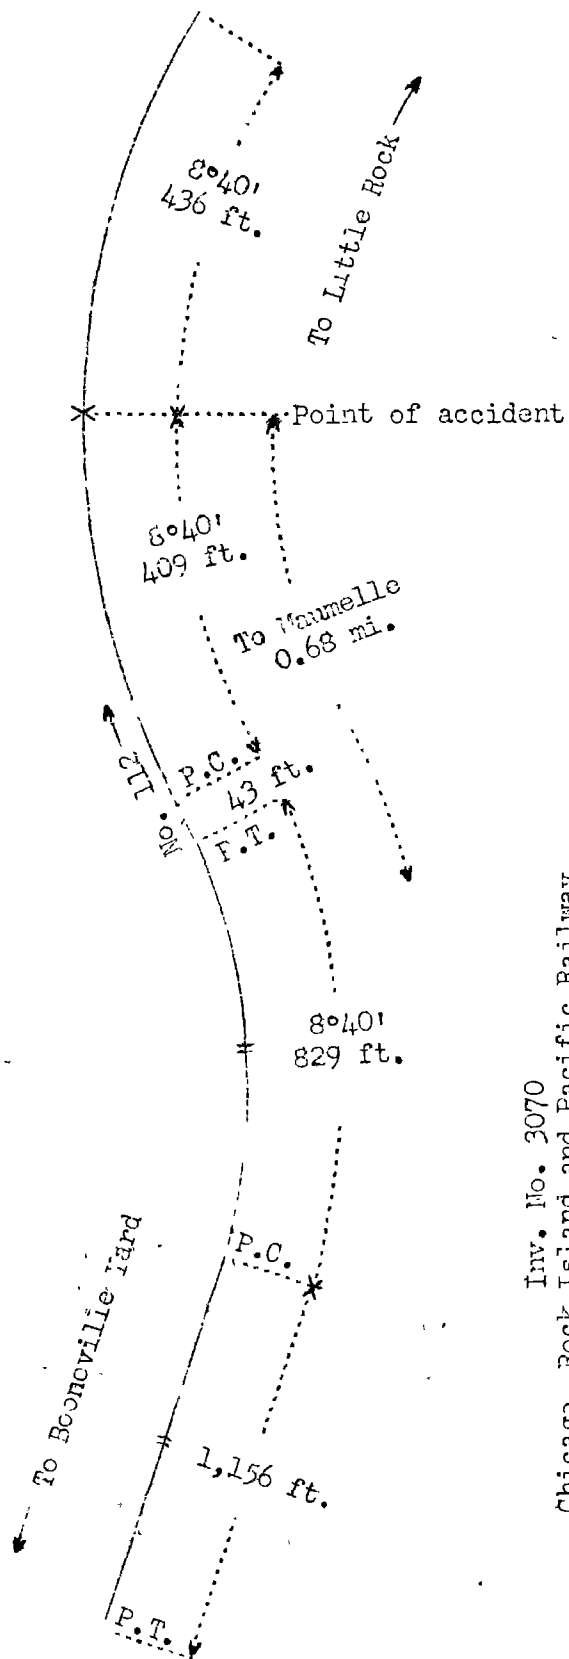 8°40'
436 ft.
To Little Rock
Point of accident
8°40'
409 ft.
To Maumelle
0.68 mi.
No. 112
P.C.
43 ft.
P.T.
8°40'
829 ft.
P.C.
To Booneville Yard
1,156 ft.
P.T.
Inv. No. 3070
Chicago, Rock Island and Pacific Railway